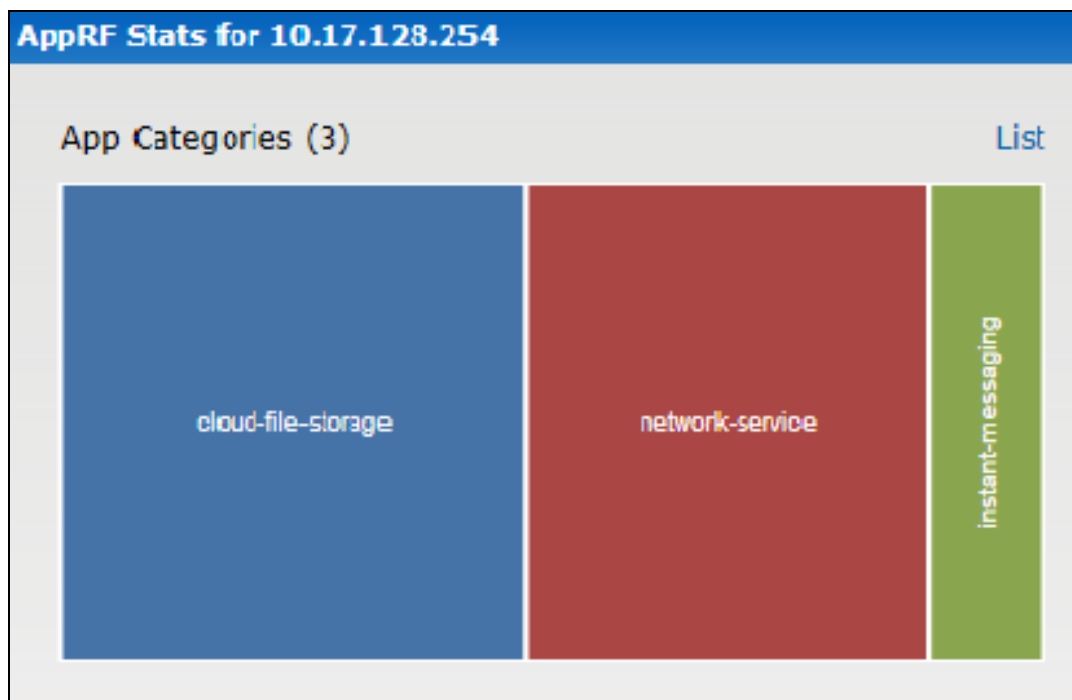 AppRF Stats for 10.17.128.254
App Categories (3)
List
cloud-file-storage
network-service
instant-messaging